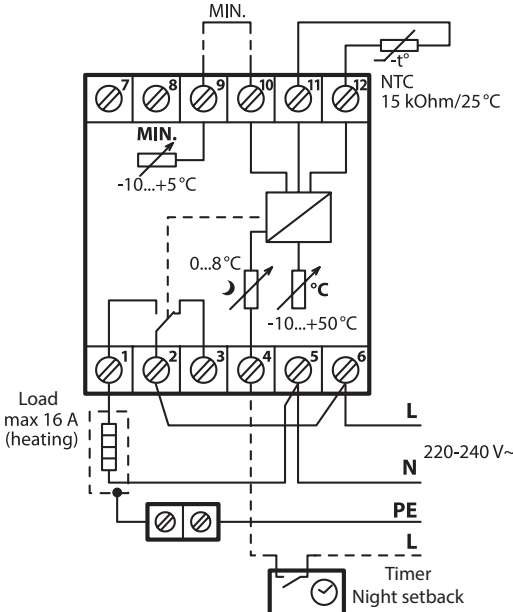 MIN.
-t°
NTC
15 kOhm/25°C
7 8 9 10 11 12
MIN.
-10...+5°C
0...8°C
°C
-10...+50°C
1 2 3 4 5 6
Load
max 16 A
(heating)
L
220-240 V~
N
PE
L
Timer
Night setback